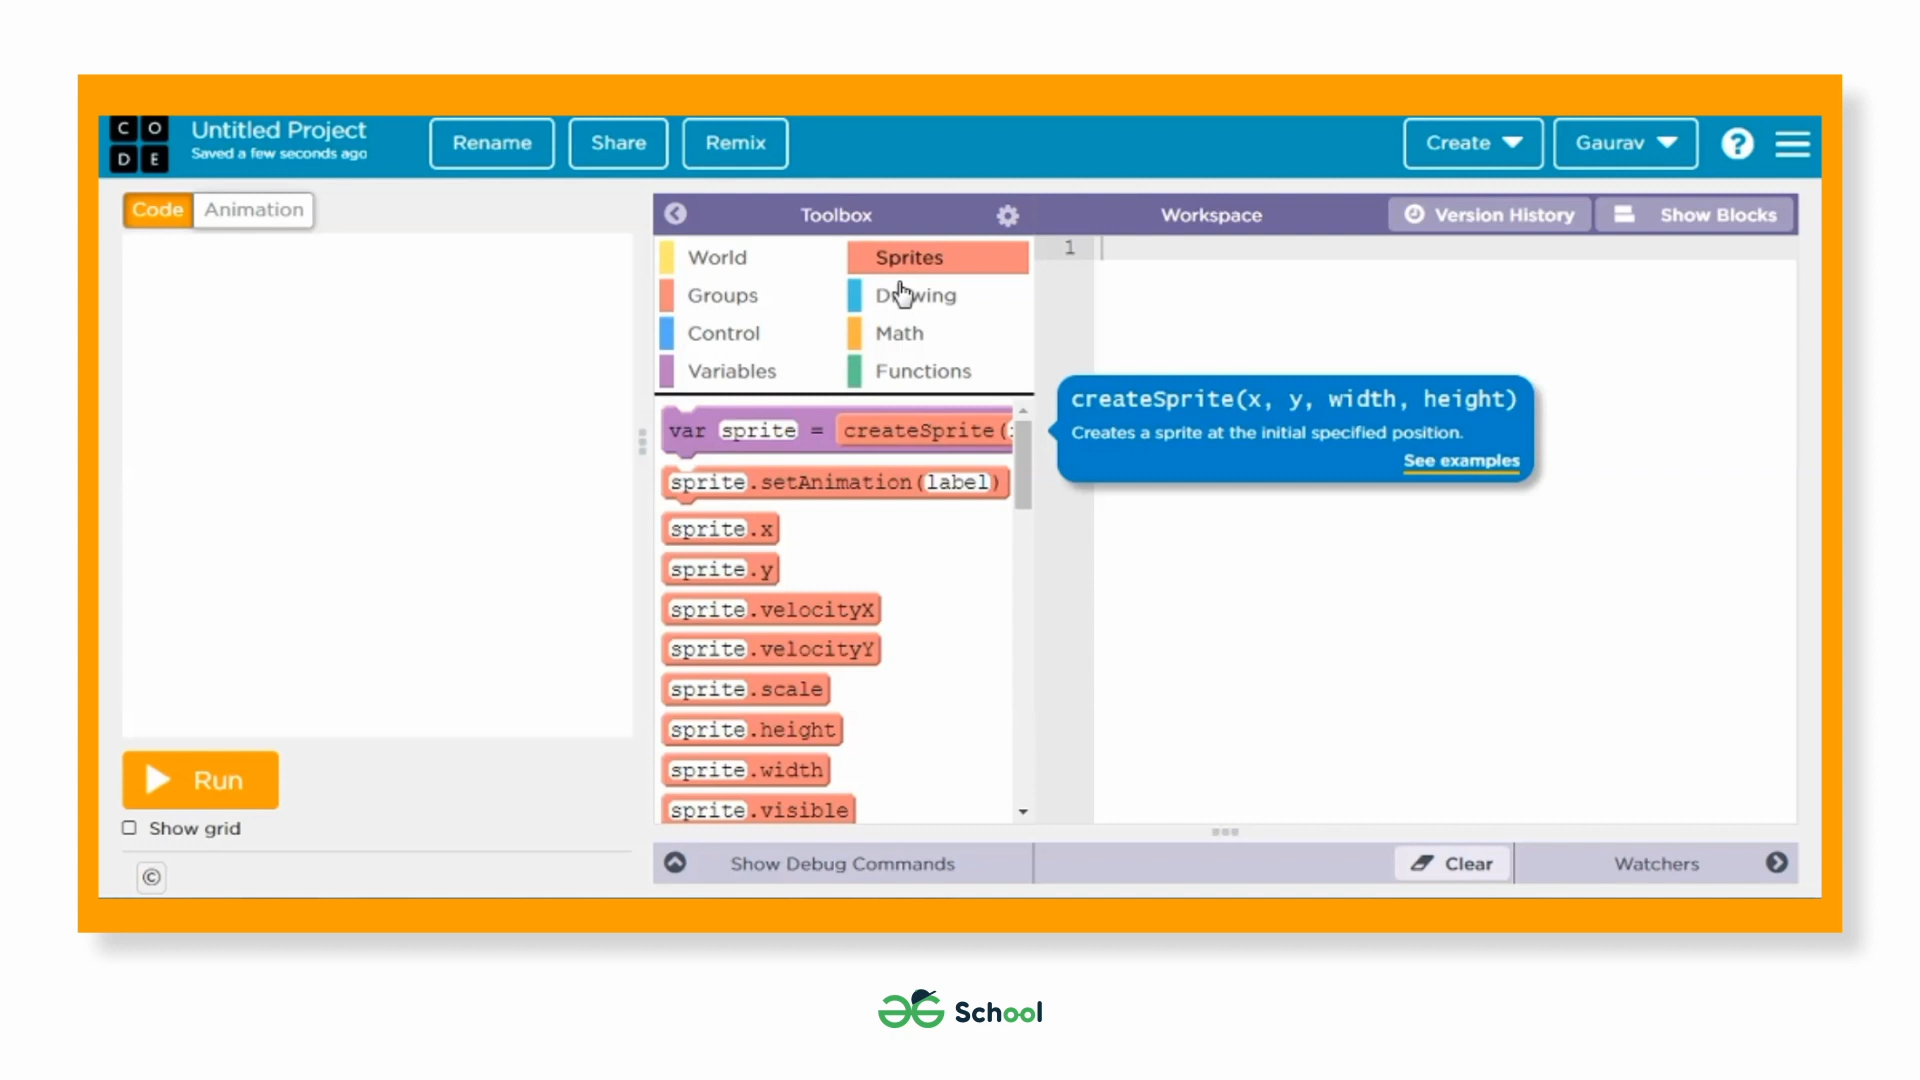 C O
D E
Untitled Project
Saved a few seconds ago
Rename
Share
Remix
Create
Gaurav
?
Code
Animation
Toolbox
Workspace
Version History
Show Blocks
World
Sprites
Groups
Control
Math
Variables
Functions
1
var sprite = createSprite(
sprite.setAnimation(label)
sprite.x
sprite.y
sprite.velocityX
sprite.velocityY
sprite.scale
sprite.height
sprite.width
sprite.visible
createSprite(x, y, width, height)
Creates a sprite at the initial specified position.
See examples
Run
Show grid
©
Show Debug Commands
Clear
Watchers
School